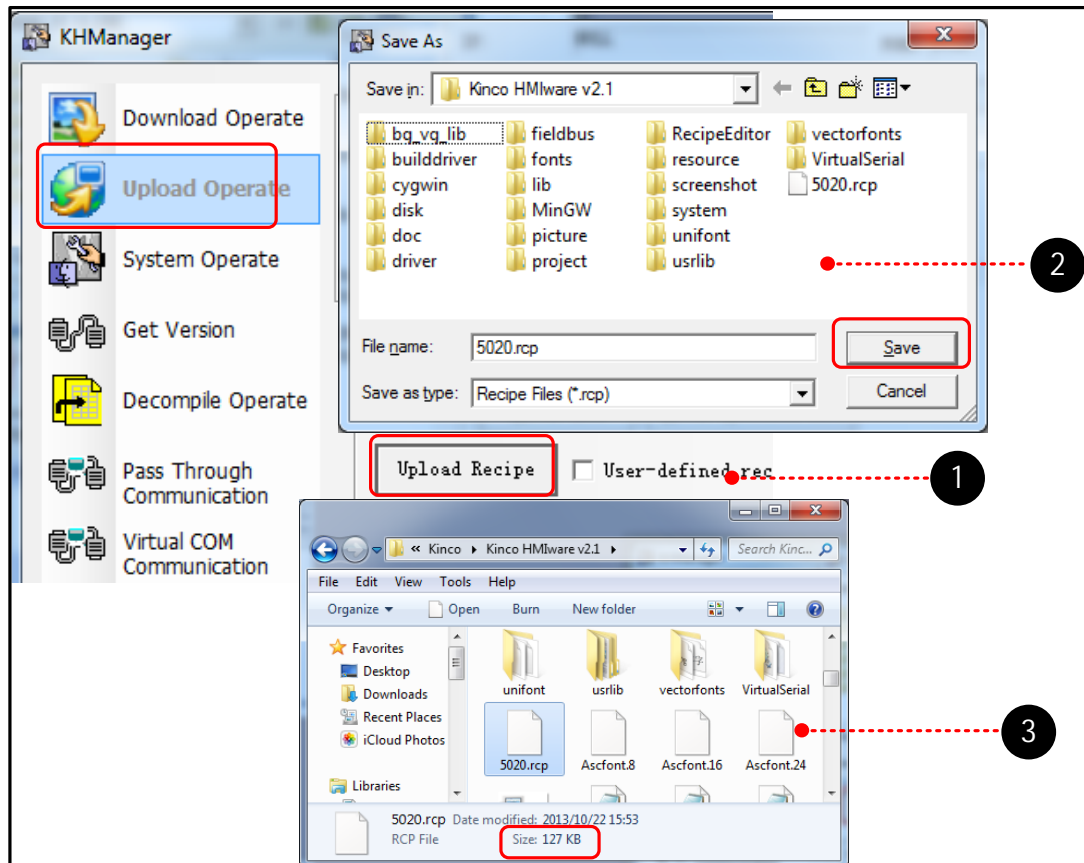 KHManager
Download Operate
Upload Operate
System Operate
Get Version
Decompile Operate
Pass Through
Communication
Virtual COM
Communication
Save As
Save in: Kinco HMIware v2.1
bg_vg_lib fieldbus RecipeEditor vectorfonts
builddriver fonts resource VirtualSerial
cygwin lib screenshot 5020.rcp
disk MinGW system
doc picture unifont
driver project usrlib
File name: 5020.rcp Save
Save as type: Recipe Files (*.rcp) Cancel
2
Upload Recipe User-defined rec
1
« Kinco Kinco HMIware v2.1 Search Kinc...
File Edit View Tools Help
Organize Open Burn New folder
Favorites
Desktop
Downloads
Recent Places
iCloud Photos
Libraries
unifont usrlib vectorfonts VirtualSerial
5020.rcp Ascfont.8 Ascfont.16 Ascfont.24
3
5020.rcp Date modified: 2013/10/22 15:53
RCP File Size: 127 KB